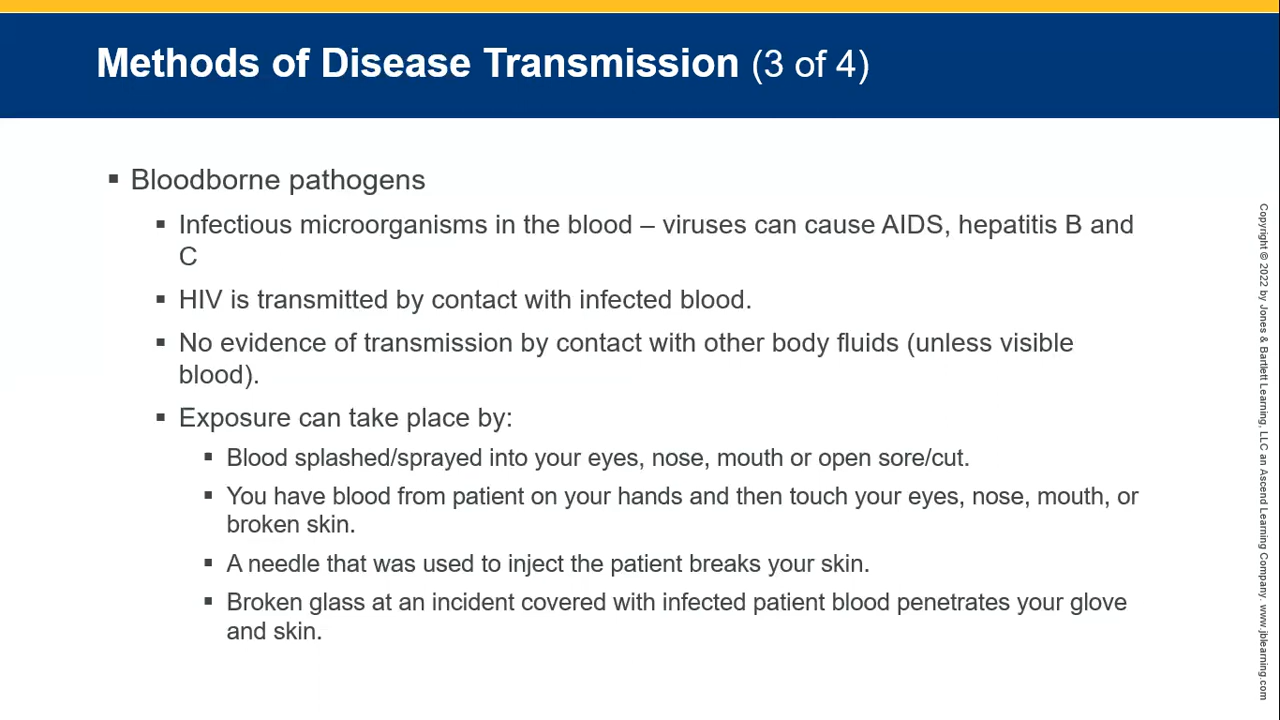 Methods of Disease Transmission (3 of 4)
▪ Bloodborne pathogens
▪ Infectious microorganisms in the blood – viruses can cause AIDS, hepatitis B and
C
▪ HIV is transmitted by contact with infected blood.
▪ No evidence of transmission by contact with other body fluids (unless visible
blood).
▪ Exposure can take place by:
▪ Blood splashed/sprayed into your eyes, nose, mouth or open sore/cut.
▪ You have blood from patient on your hands and then touch your eyes, nose, mouth, or
broken skin.
▪ A needle that was used to inject the patient breaks your skin.
▪ Broken glass at an incident covered with infected patient blood penetrates your glove
and skin.
Copyright © 2022 by Jones & Bartlett Learning, LLC an Ascend Learning Company. www.jblearning.com